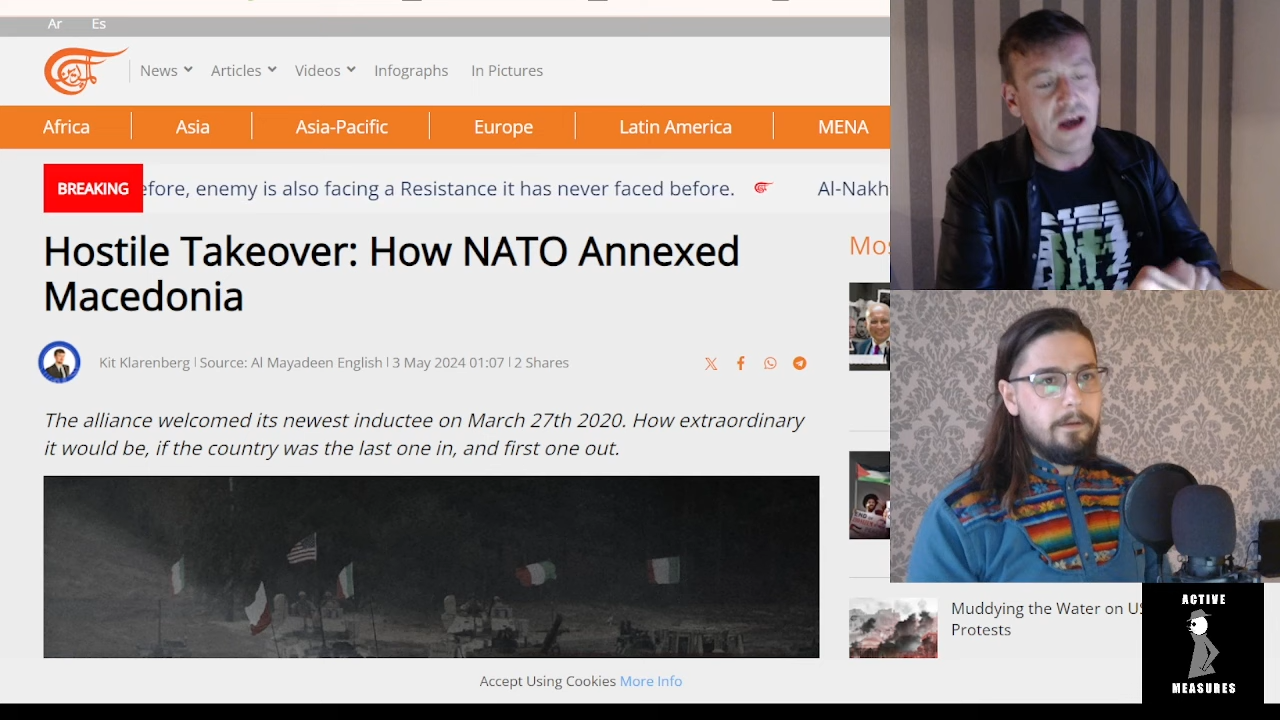 Ar Es
News Articles Videos Infographs In Pictures
Africa Asia Asia-Pacific Europe Latin America MENA
BREAKING efore, enemy is also facing a Resistance it has never faced before. Al-Nakh
Hostile Takeover: How NATO Annexed
Macedonia
Mos
Kit Klarenberg | Source: Al Mayadeen English | 3 May 2024 01:07 | 2 Shares
The alliance welcomed its newest inductee on March 27th 2020. How extraordinary
it would be, if the country was the last one in, and first one out.
Muddying the Water on US
Protests
Accept Using Cookies More Info
ACTIVE
MEASURES